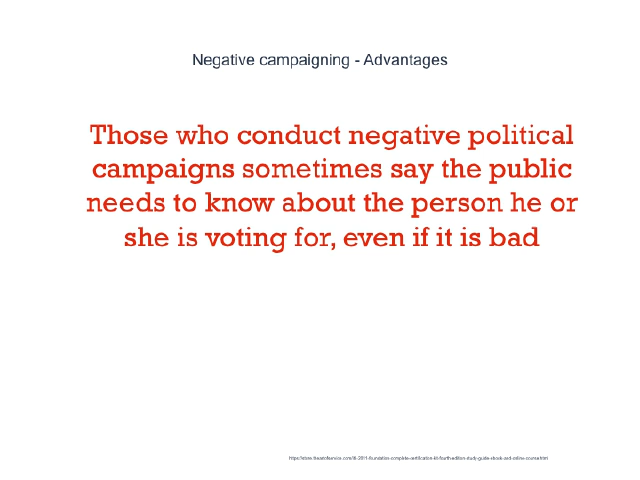 Negative campaigning - Advantages
Those who conduct negative political
campaigns sometimes say the public
needs to know about the person he or
she is voting for, even if it is bad